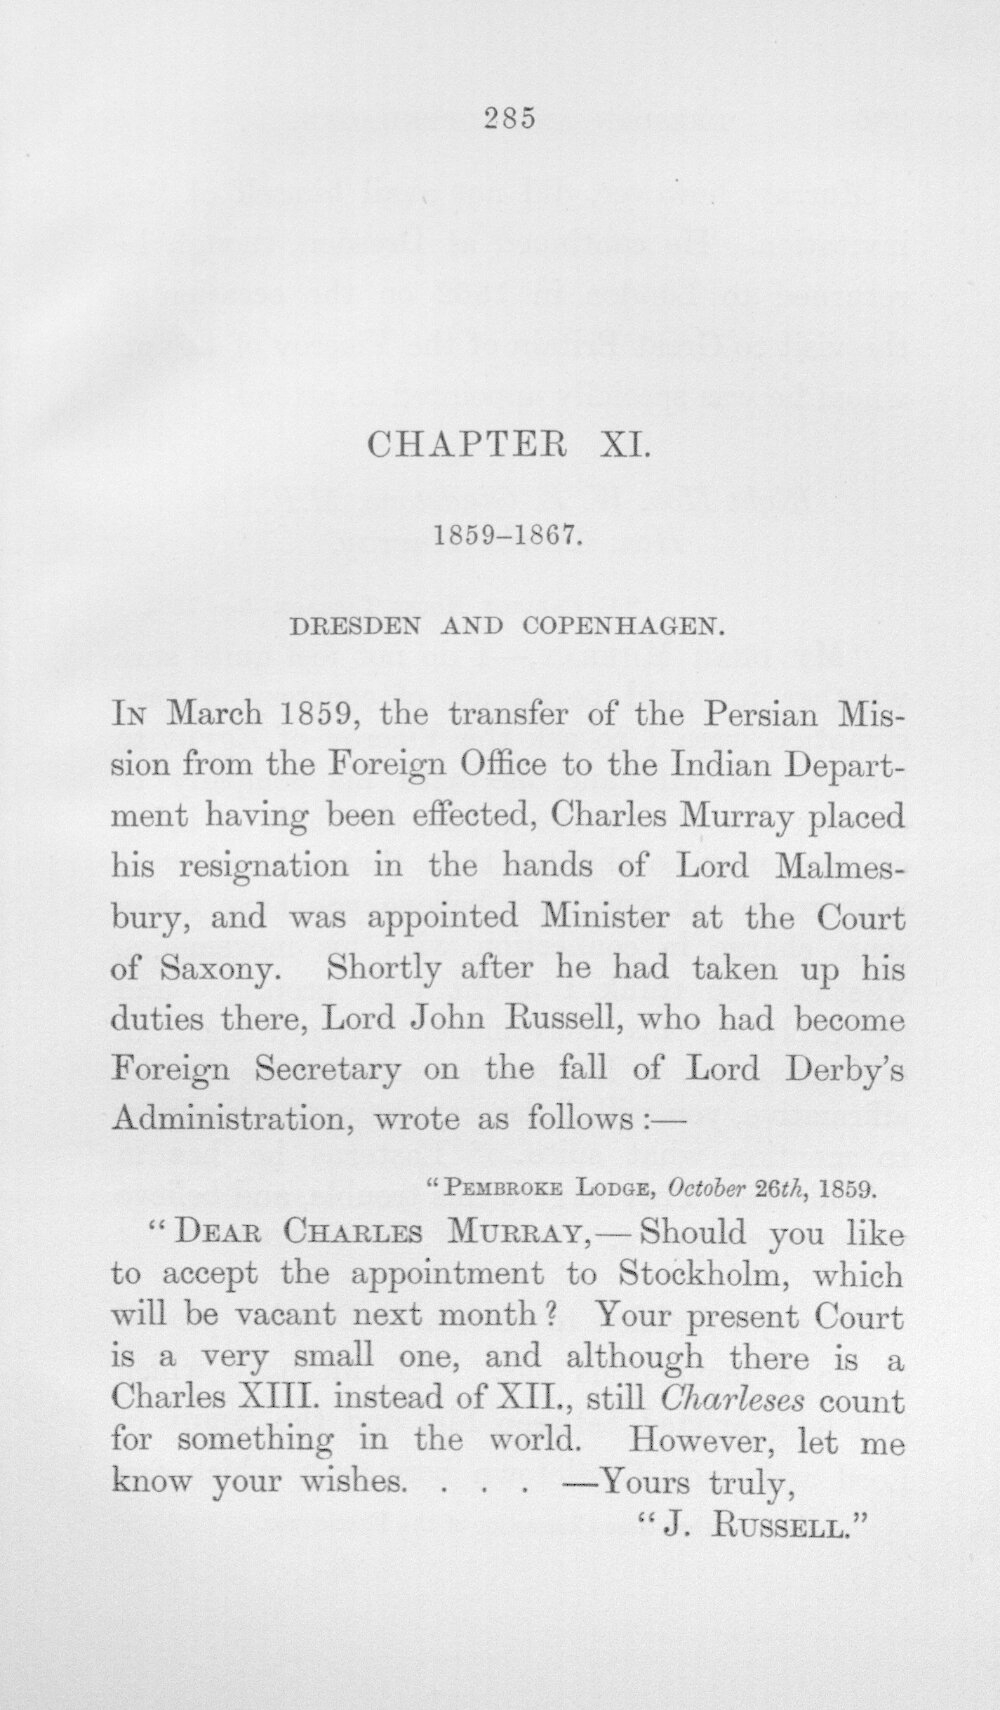 285
CHAPTER XI.
1859–1867.
DRESDEN AND COPENHAGEN.
IN March 1859, the transfer of the Persian Mis-
sion from the Foreign Office to the Indian Depart-
ment having been effected, Charles Murray placed
his resignation in the hands of Lord Malmes-
bury, and was appointed Minister at the Court
of Saxony. Shortly after he had taken up his
duties there, Lord John Russell, who had become
Foreign Secretary on the fall of Lord Derby's
Administration, wrote as follows:—
"PEMBROKE LODGE, October 26th, 1859.
"DEAR CHARLES MURRAY,—Should you like
to accept the appointment to Stockholm, which
will be vacant next month? Your present Court
is a very small one, and although there is a
Charles XIII. instead of XII., still Charleses count
for something in the world. However, let me
know your wishes. . . . —Yours truly,
"J. RUSSELL."